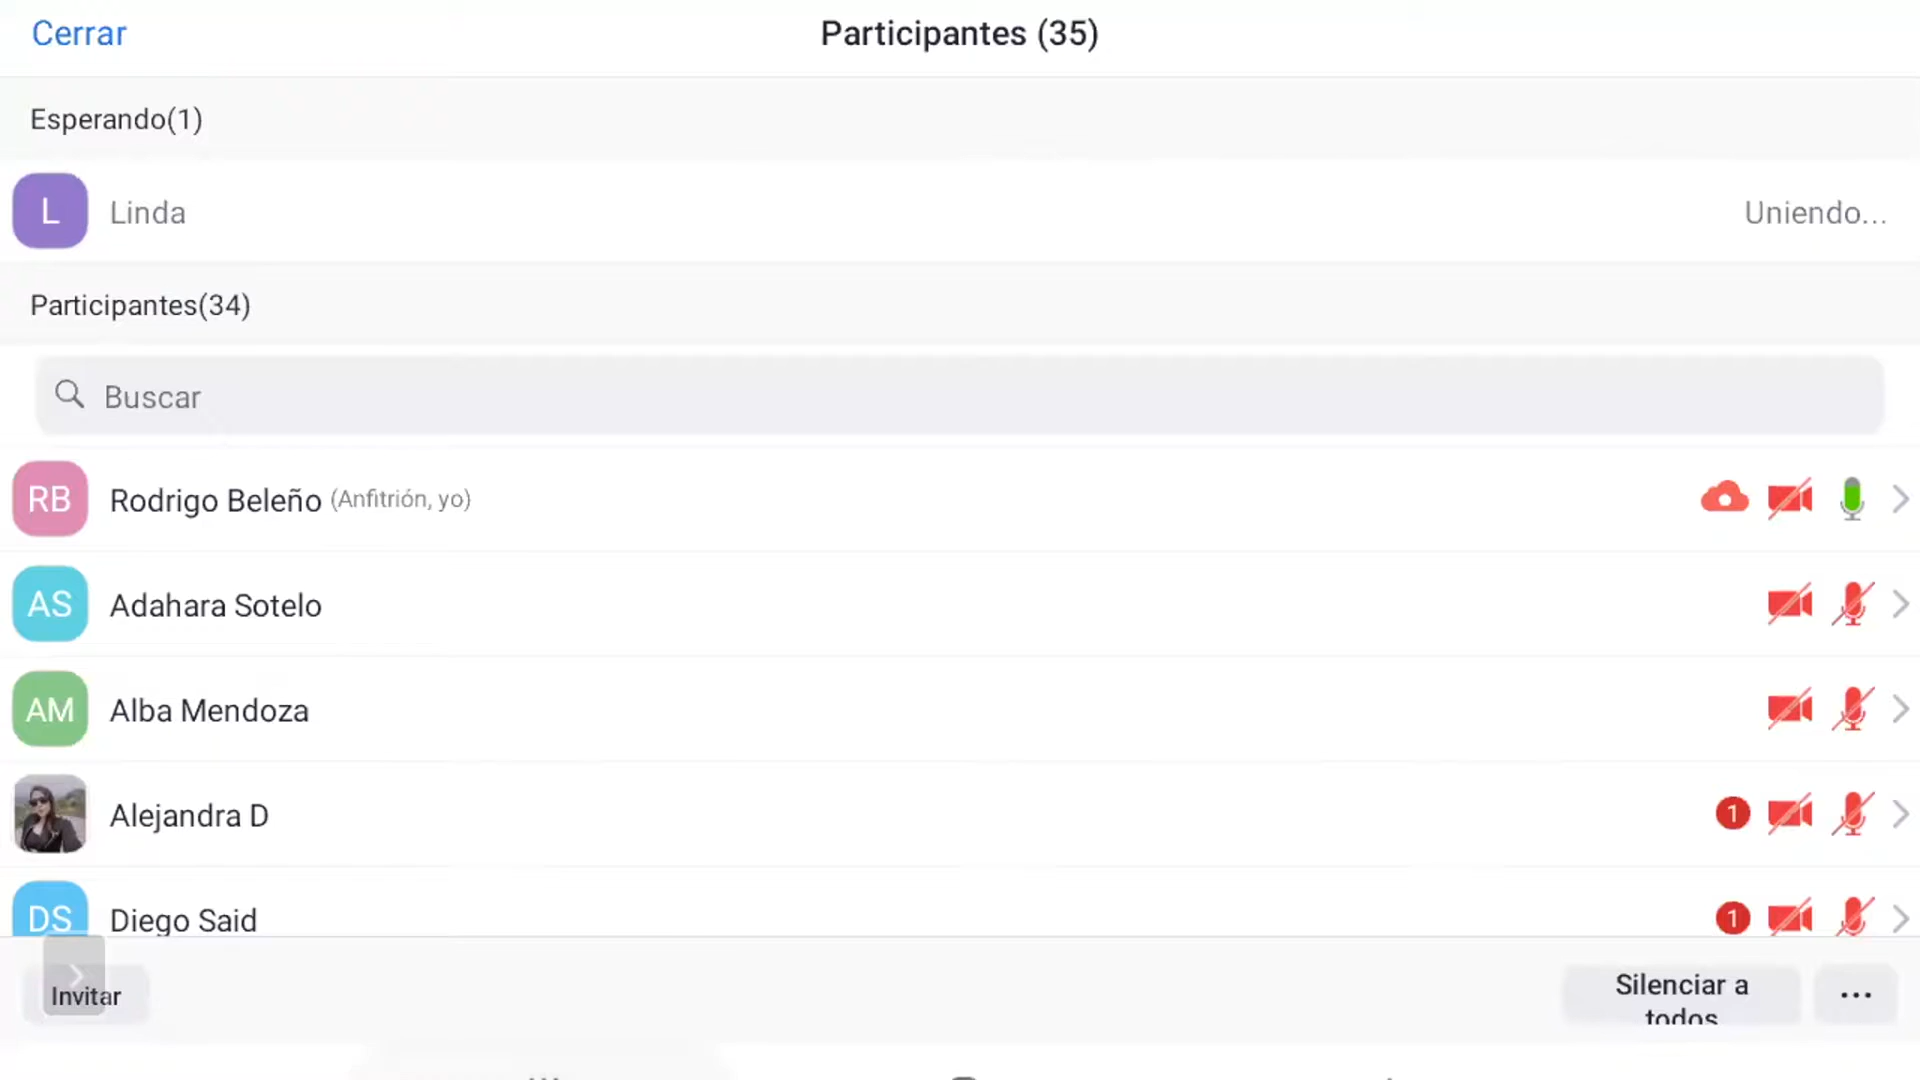 Cerrar
Participantes (35)
Esperando(1)
L
Linda
Uniendo...
Participantes(34)
Buscar
RB
Rodrigo Beleño (Anfitrión, yo)
AS
Adahara Sotelo
AM
Alba Mendoza
Alejandra D
1
DS
Diego Said
1
Invitar
Silenciar a
todos